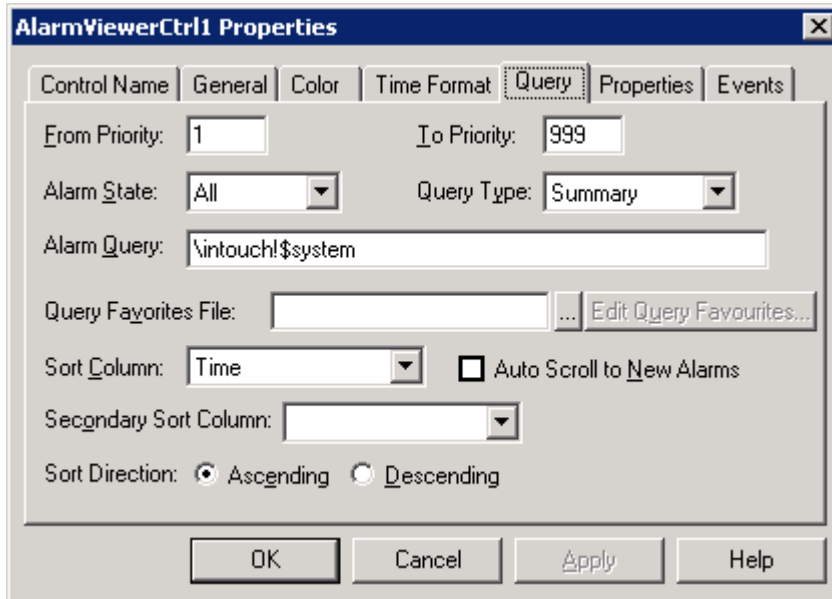 AlarmViewerCtrl1 Properties
Control Name General Color Time Format Query Properties Events
From Priority: 1 To Priority: 999
Alarm State: All Query Type: Summary
Alarm Query: \intouch!$system
Query Favorites File: ... Edit Query Favourites...
Sort Column: Time Auto Scroll to New Alarms
Secondary Sort Column:
Sort Direction: Ascending Descending
OK Cancel Apply Help